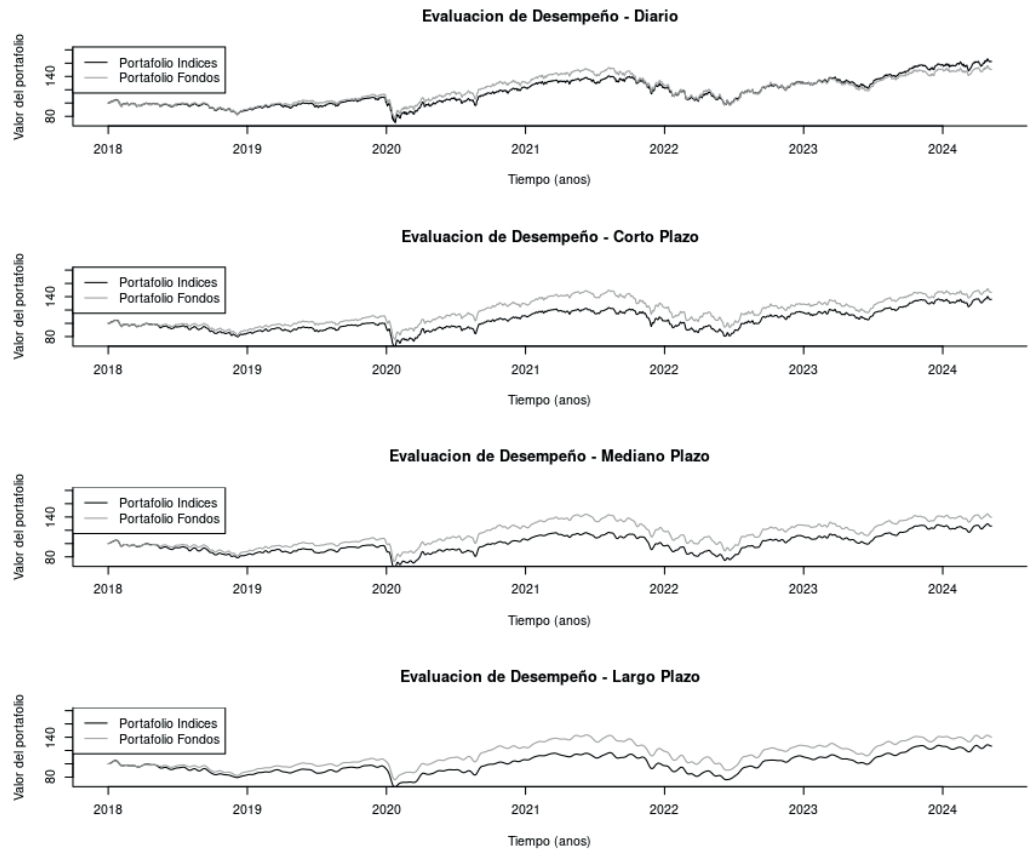 Evaluacion de Desempeño - Diario
Valor del portafolio
140
80
Portafolio Indices
Portafolio Fondos
2018 2019 2020 2021 2022 2023 2024
Tiempo (anos)
Evaluacion de Desempeño - Corto Plazo
Valor del portafolio
140
80
Portafolio Indices
Portafolio Fondos
2018 2019 2020 2021 2022 2023 2024
Tiempo (anos)
Evaluacion de Desempeño - Mediano Plazo
Valor del portafolio
140
80
Portafolio Indices
Portafolio Fondos
2018 2019 2020 2021 2022 2023 2024
Tiempo (anos)
Evaluacion de Desempeño - Largo Plazo
Valor del portafolio
140
80
Portafolio Indices
Portafolio Fondos
2018 2019 2020 2021 2022 2023 2024
Tiempo (anos)